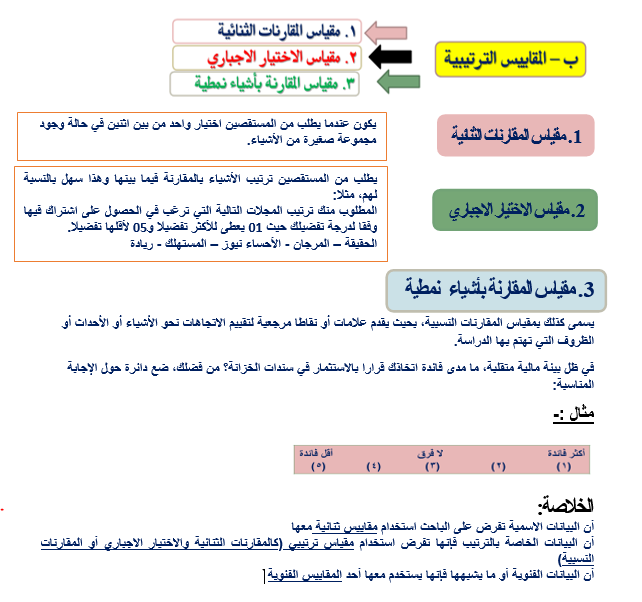 ب – المقاييس الترتيبية
١. مقياس المقارنات الثنائية
٢. مقياس الاختيار الاجباري
٣. مقياس المقارنة بأشياء نمطية
1. مقياس المقارنات الثنائية
يكون عندما يطلب من المستقصين اختيار واحد من بين اثنين في حالة وجود
مجموعة صغيرة من الأشياء.
2. مقياس الاختيار الاجباري
يطلب من المستقصين ترتيب الأشياء بالمقارنة فيما بينها وهذا سهل بالنسبة
لهم، مثلا:
المطلوب منك ترتيب المجلات التالية التي ترغب في الحصول على اشتراك فيها
وفقا لدرجة تفضيلك حيث 01 يعطى للأكثر تفضيلا و05 لأقلها تفضيلا.
الحقيقة – المرجان - الأحساء نيوز – المستهلك - ريادة
3. مقياس المقارنة بأشياء نمطية
يسمى كذلك بمقياس المقارنات النسبية، بحيث يقدم علامات أو نقاطا مرجعية لتقييم الاتجاهات نحو الأشياء أو الأحداث أو
الظروف التي تهتم بها الدراسة.
في ظل بيئة مالية متقلبة، ما مدى فائدة اتخاذك قرارا بالاستثمار في سندات الخزانة؟ من فضلك، ضع دائرة حول الإجابة
المناسبة:
مثال :-
أكثر فائدة لا فرق أقل فائدة
(١) (٢) (٣) (٤) (٥)
الخلاصة:
أن البيانات الاسمية تفرض على الباحث استخدام مقاييس ثنائية معها
أن البيانات الخاصة بالترتيب فإنها تفرض استخدام مقياس ترتيبي (كالمقارنات الثنائية والاختيار الاجباري أو المقارنات
النسبية)
أن البيانات الفئوية أو ما يشبهها فإنها يستخدم معها أحد المقاييس الفئوية